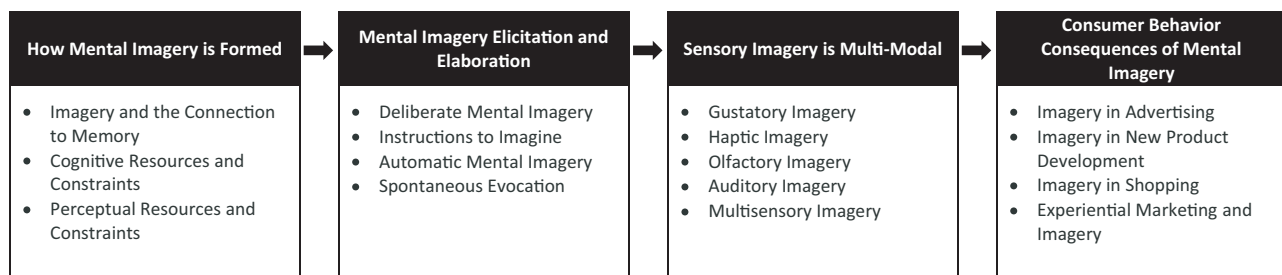 How Mental Imagery is Formed
• Imagery and the Connection
to Memory
• Cognitive Resources and
Constraints
• Perceptual Resources and
Constraints
Mental Imagery Elicitation and
Elaboration
• Deliberate Mental Imagery
• Instructions to Imagine
• Automatic Mental Imagery
• Spontaneous Evocation
Sensory Imagery is Multi-Modal
• Gustatory Imagery
• Haptic Imagery
• Olfactory Imagery
• Auditory Imagery
• Multisensory Imagery
Consumer Behavior
Consequences of Mental
Imagery
• Imagery in Advertising
• Imagery in New Product
Development
• Imagery in Shopping
• Experiential Marketing and
Imagery